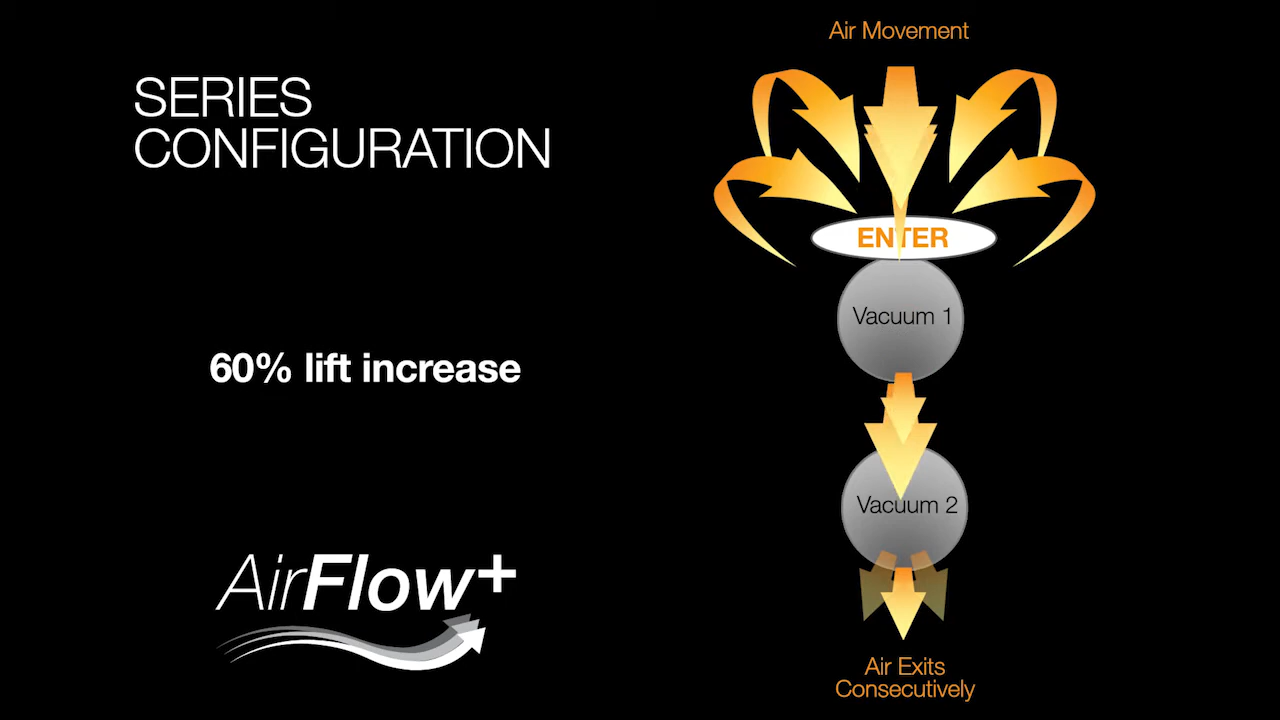 SERIES
CONFIGURATION
60% lift increase
AirFlow+
Air Movement
ENTER
Vacuum 1
Vacuum 2
Air Exits
Consecutively